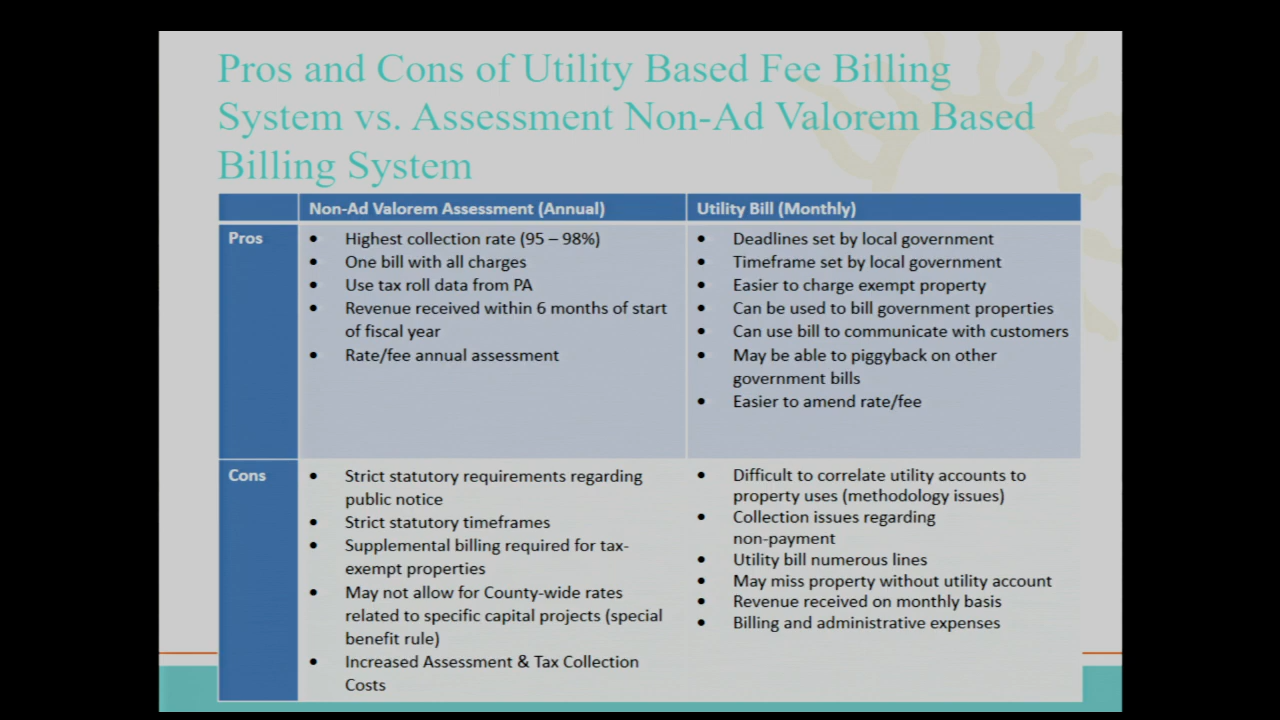 Pros and Cons of Utility Based Fee Billing
System vs. Assessment Non-Ad Valorem Based
Billing System
Non-Ad Valorem Assessment (Annual)
Utility Bill (Monthly)
Pros
• Highest collection rate (95 – 98%)
• One bill with all charges
• Use tax roll data from PA
• Revenue received within 6 months of start
of fiscal year
• Rate/fee annual assessment
• Deadlines set by local government
• Timeframe set by local government
• Easier to charge exempt property
• Can be used to bill government properties
• Can use bill to communicate with customers
• May be able to piggyback on other
government bills
• Easier to amend rate/fee
Cons
• Strict statutory requirements regarding
public notice
• Strict statutory timeframes
• Supplemental billing required for tax-
exempt properties
• May not allow for County-wide rates
related to specific capital projects (special
benefit rule)
• Increased Assessment & Tax Collection
Costs
• Difficult to correlate utility accounts to
property uses (methodology issues)
• Collection issues regarding
non-payment
• Utility bill numerous lines
• May miss property without utility account
• Revenue received on monthly basis
• Billing and administrative expenses